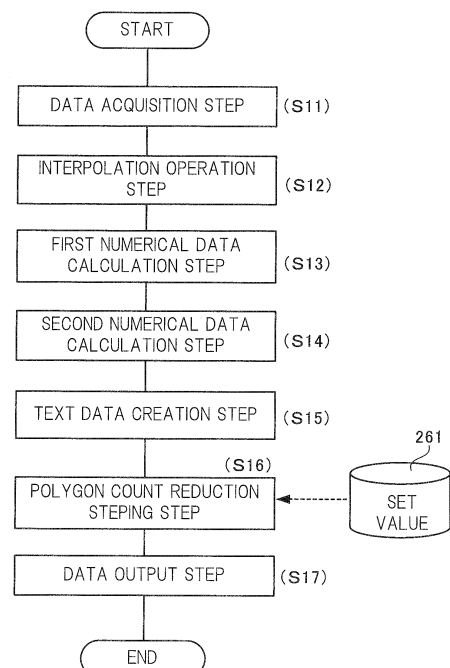 START
DATA ACQUISITION STEP (S11)
INTERPOLATION OPERATION
STEP
(S12)
FIRST NUMERICAL DATA
CALCULATION STEP
(S13)
SECOND NUMERICAL DATA
CALCULATION STEP
(S14)
TEXT DATA CREATION STEP (S15)
(S16)
POLYGON COUNT REDUCTION
STEPING STEP
261
SET
VALUE
DATA OUTPUT STEP (S17)
END